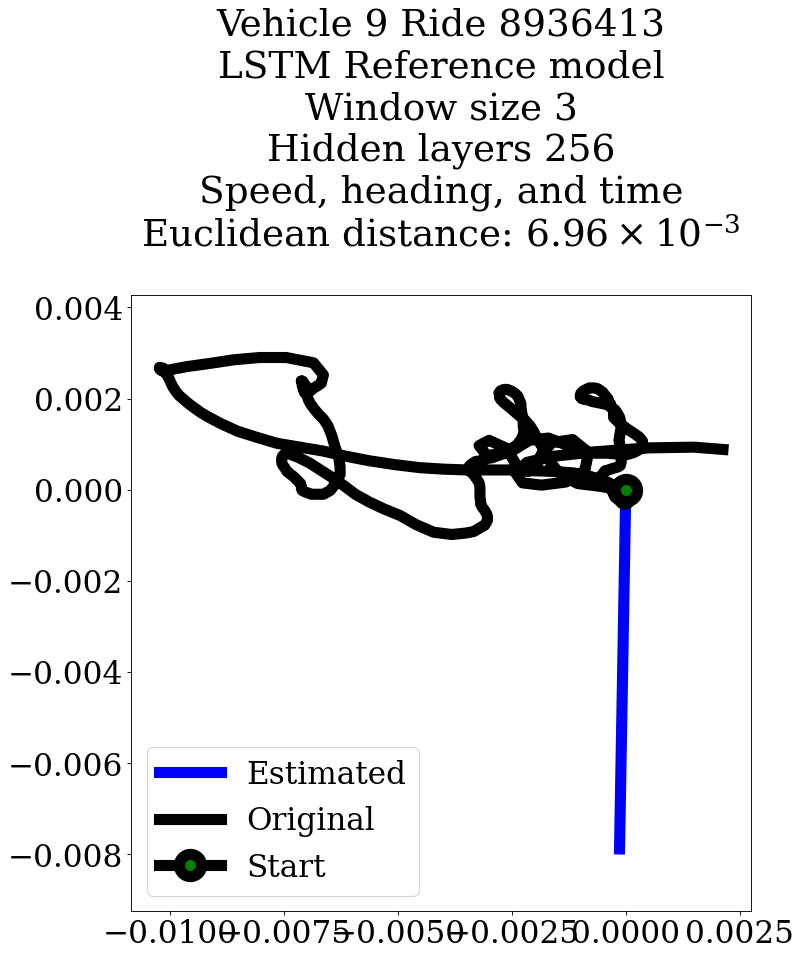 Vehicle 9 Ride 8936413
LSTM Reference model
Window size 3
Hidden layers 256
Speed, heading, and time
Euclidean distance: 6.96 × 10⁻³
0.004
0.002
0.000
−0.002
−0.004
−0.006
−0.008
Estimated
Original
Start
−0.0100 −0.0075 −0.0050 −0.0025 0.0000 0.0025